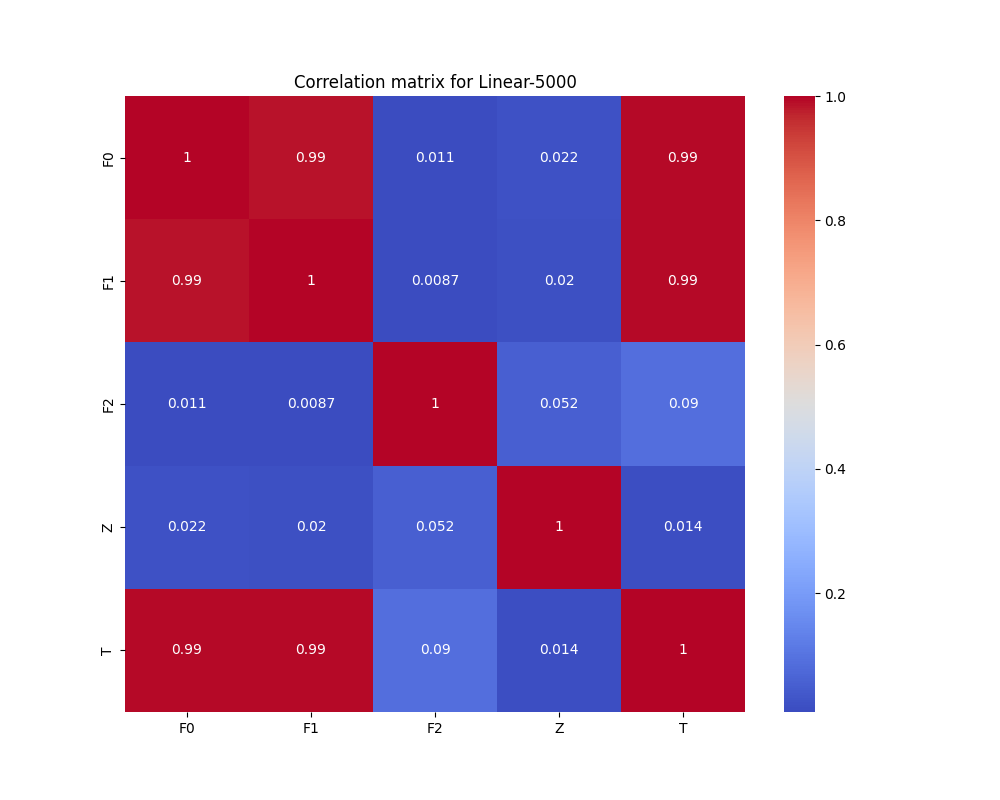 Correlation matrix for Linear-5000
F0 1 0.99 0.011 0.022 0.99
F1 0.99 1 0.0087 0.02 0.99
F2 0.011 0.0087 1 0.052 0.09
Z 0.022 0.02 0.052 1 0.014
T 0.99 0.99 0.09 0.014 1
F0 F1 F2 Z T
1.0
0.8
0.6
0.4
0.2